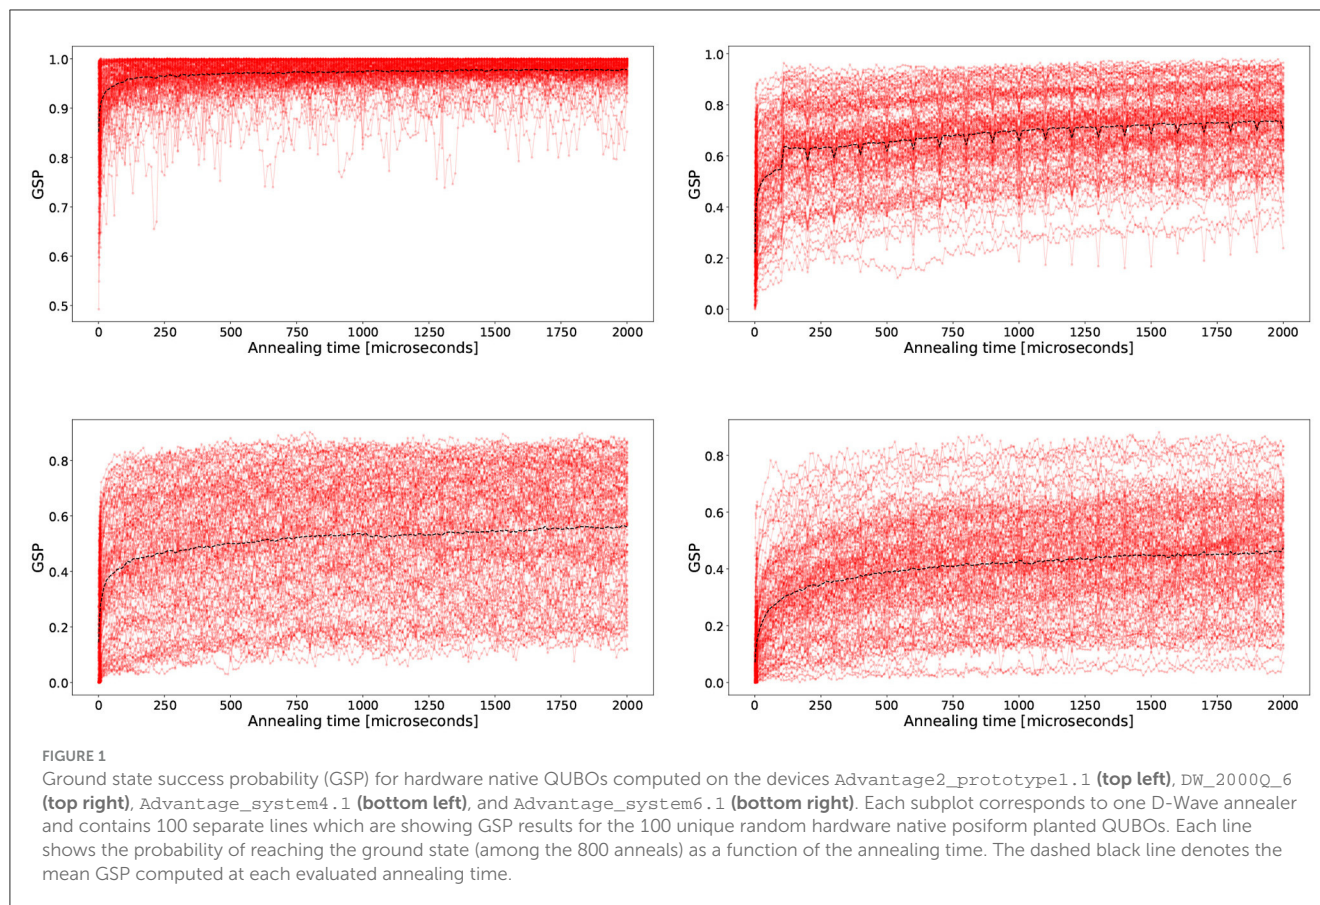 1.0
0.9
0.8
0.7
0.6
0.5
GSP
0 250 500 750 1000 1250 1500 1750 2000
Annealing time [microseconds]
1.0
0.8
0.6
0.4
0.2
0.0
GSP
0 250 500 750 1000 1250 1500 1750 2000
Annealing time [microseconds]
0.8
0.6
0.4
0.2
0.0
GSP
0 250 500 750 1000 1250 1500 1750 2000
Annealing time [microseconds]
0.8
0.6
0.4
0.2
0.0
GSP
0 250 500 750 1000 1250 1500 1750 2000
Annealing time [microseconds]
FIGURE 1
Ground state success probability (GSP) for hardware native QUBOs computed on the devices Advantage2_prototype1.1 (top left), DW_2000Q_6
(top right), Advantage_system4.1 (bottom left), and Advantage_system6.1 (bottom right). Each subplot corresponds to one D-Wave annealer
and contains 100 separate lines which are showing GSP results for the 100 unique random hardware native posiform planted QUBOs. Each line
shows the probability of reaching the ground state (among the 800 anneals) as a function of the annealing time. The dashed black line denotes the
mean GSP computed at each evaluated annealing time.